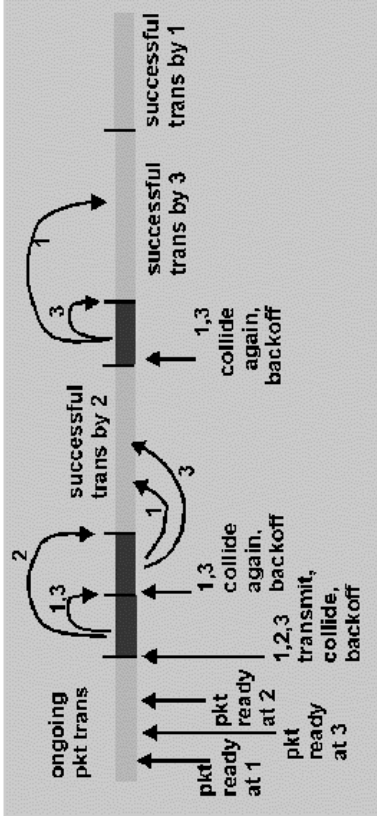 ongoing
pkt trans
pkt
ready
at 1
pkt
ready
at 3
pkt
ready
at 2
1,2,3
transmit,
collide,
backoff
1,3
2
1,3
collide
again,
backoff
1
3
successful
trans by 2
1,3
collide
again,
backoff
3
1
successful
trans by 3
successful
trans by 1